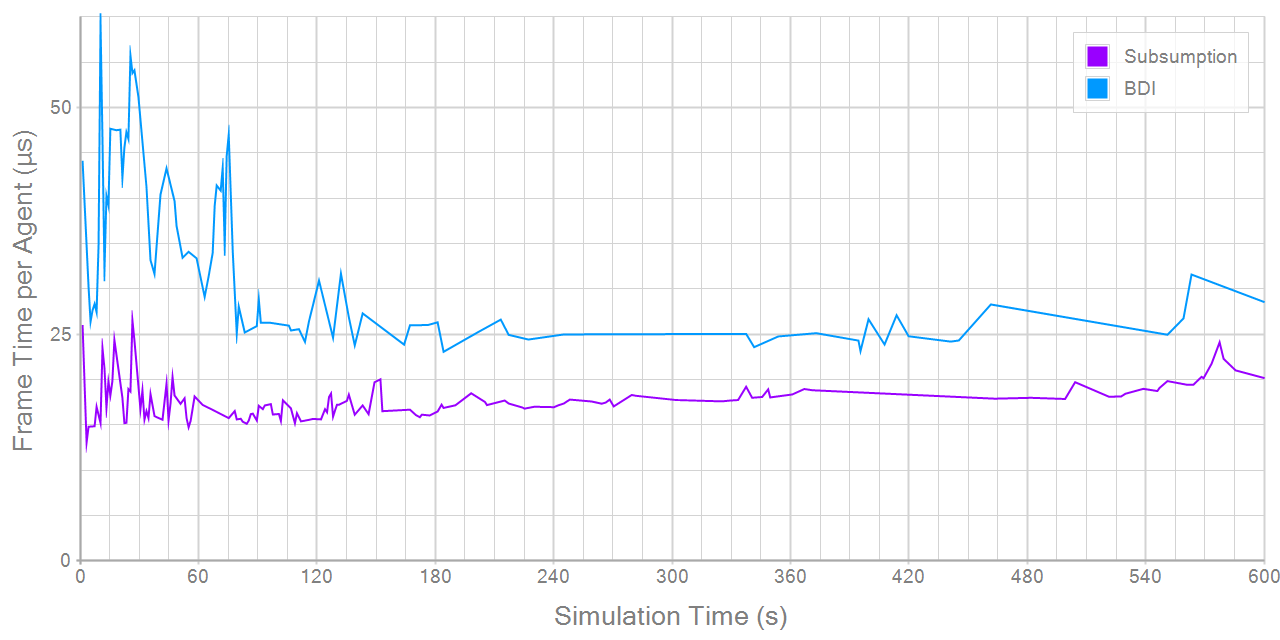 Subsumption
BDI
Frame Time per Agent (µs)
50
25
0
0 60 120 180 240 300 360 420 480 540 600
Simulation Time (s)